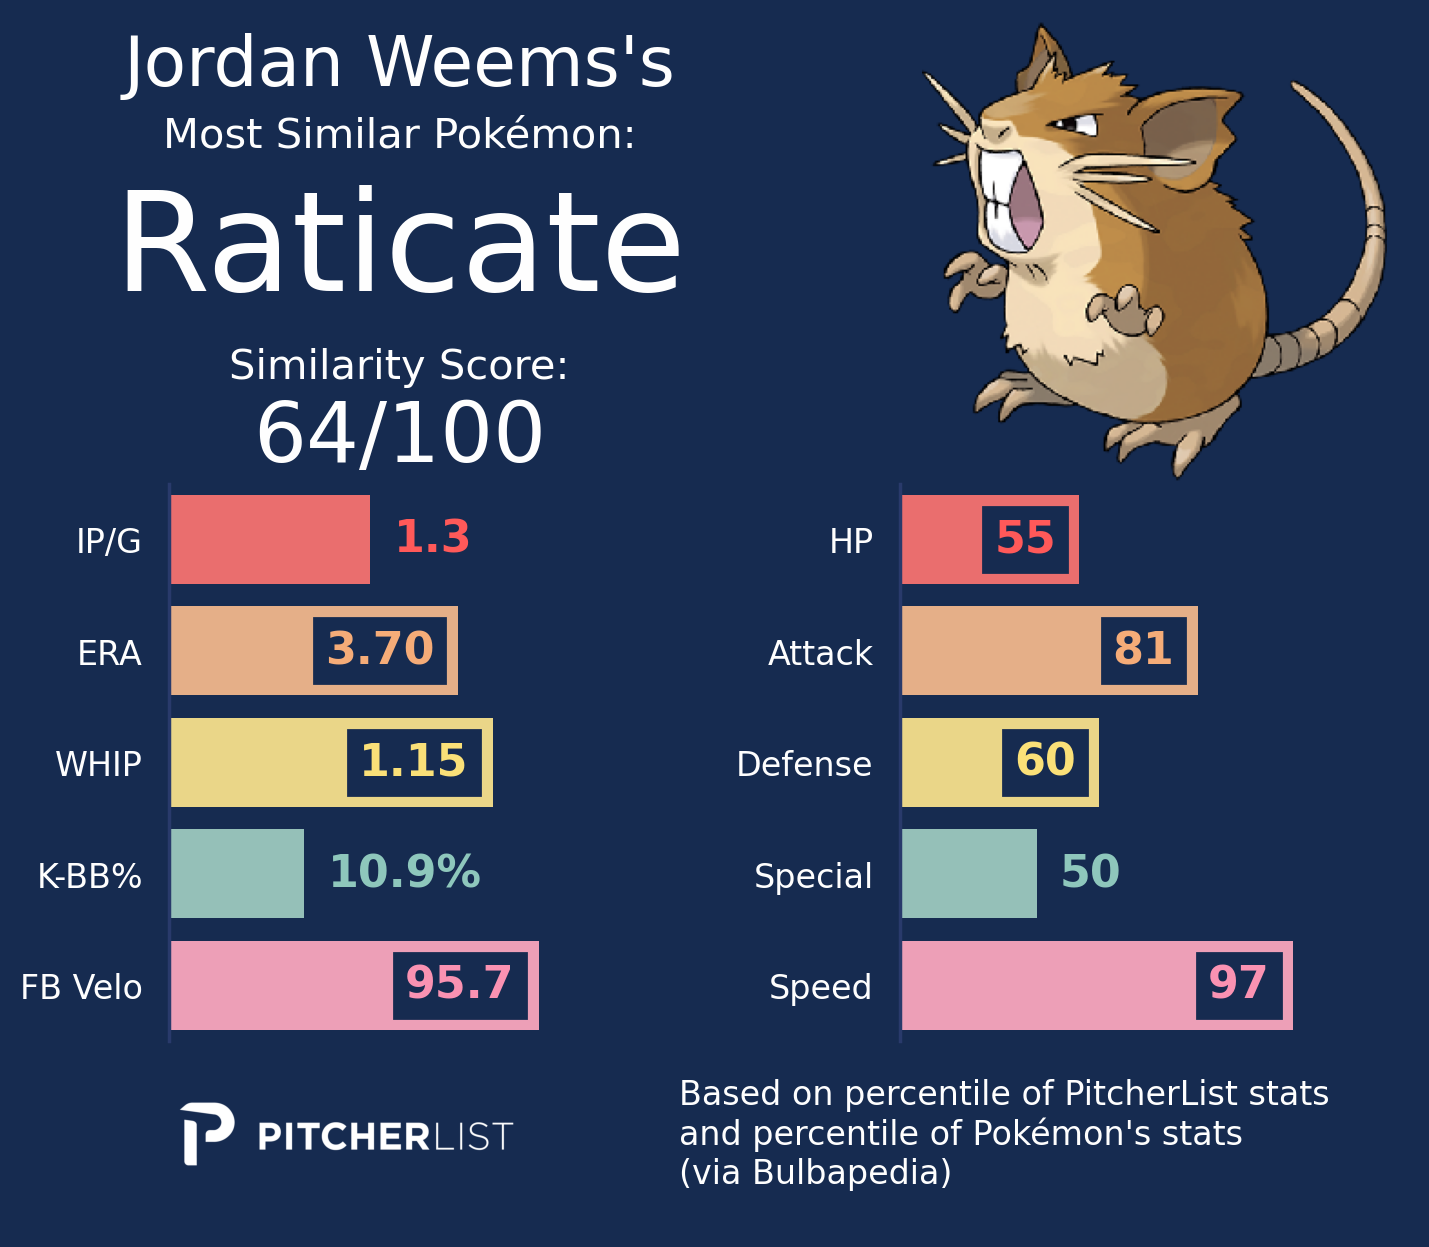 Jordan Weems's
Most Similar Pokémon:
Raticate
Similarity Score:
64/100
IP/G 1.3
ERA 3.70
WHIP 1.15
K-BB% 10.9%
FB Velo 95.7
HP 55
Attack 81
Defense 60
Special 50
Speed 97
PITCHERLIST
Based on percentile of PitcherList stats
and percentile of Pokémon's stats
(via Bulbapedia)